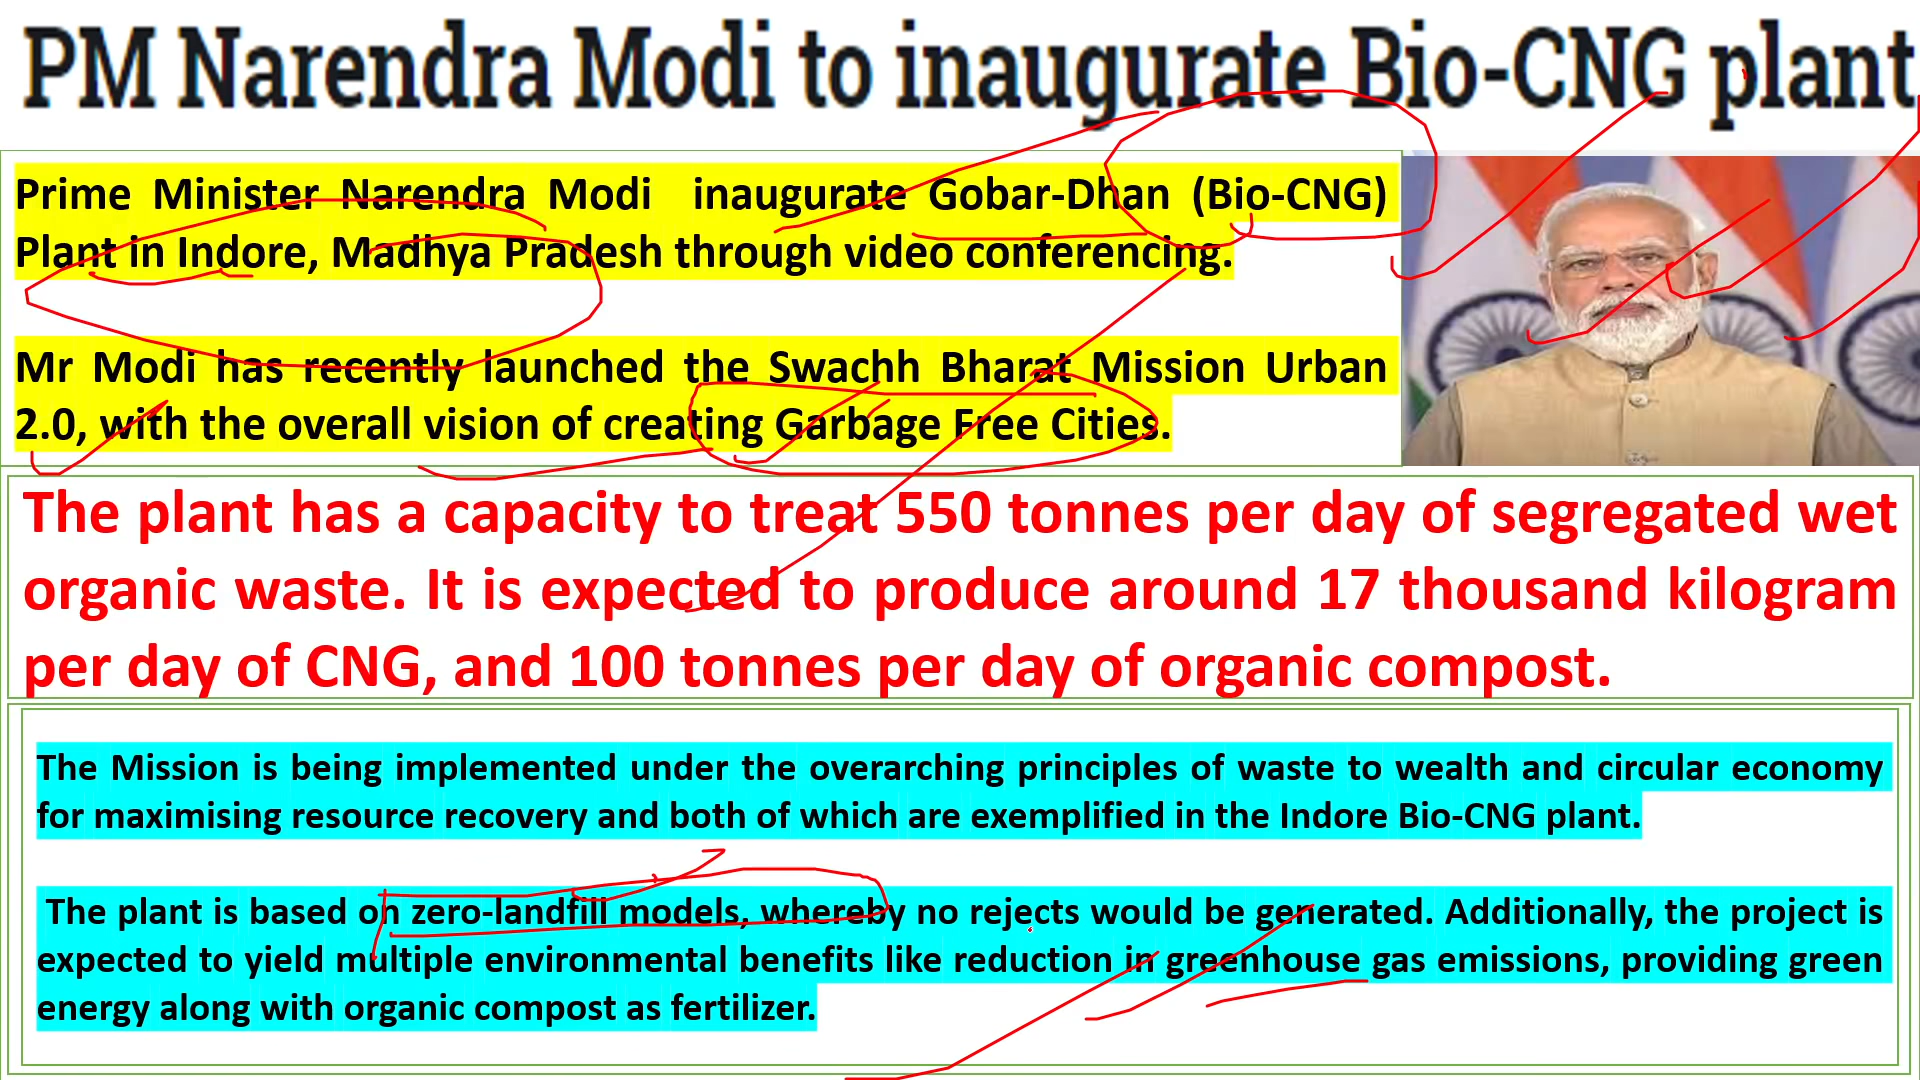 PM Narendra Modi to inaugurate Bio-CNG plant
Prime Minister Narendra Modi inaugurate Gobar-Dhan (Bio-CNG)
Plant in Indore, Madhya Pradesh through video conferencing.
Mr Modi has recently launched the Swachh Bharat Mission Urban
2.0, with the overall vision of creating Garbage Free Cities.
The plant has a capacity to treat 550 tonnes per day of segregated wet
organic waste. It is expected to produce around 17 thousand kilogram
per day of CNG, and 100 tonnes per day of organic compost.
The Mission is being implemented under the overarching principles of waste to wealth and circular economy
for maximising resource recovery and both of which are exemplified in the Indore Bio-CNG plant.
The plant is based on zero-landfill models, whereby no rejects would be generated. Additionally, the project is
expected to yield multiple environmental benefits like reduction in greenhouse gas emissions, providing green
energy along with organic compost as fertilizer.